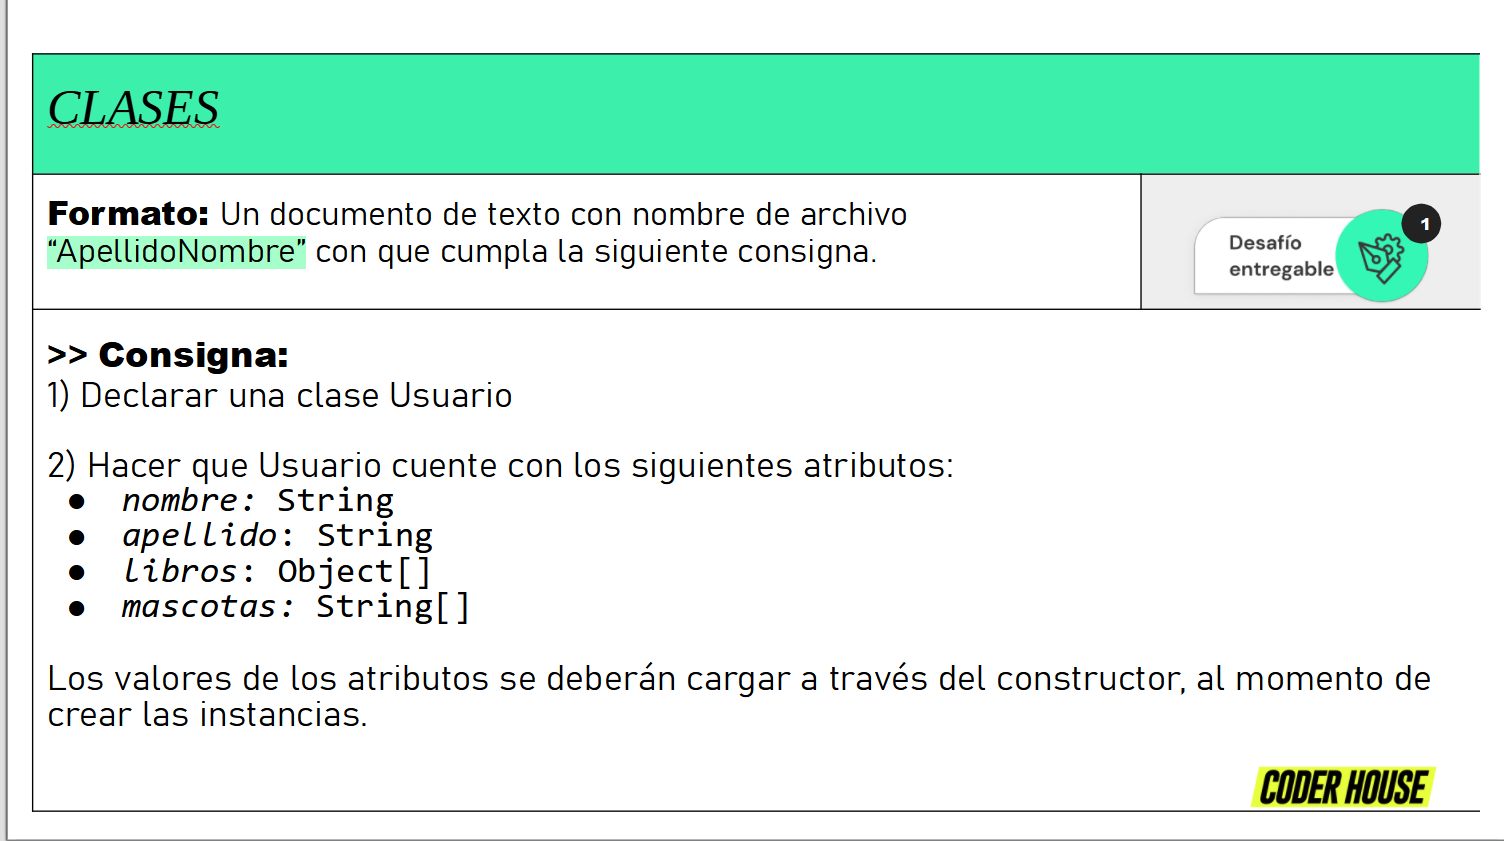 CLASES
Formato: Un documento de texto con nombre de archivo
“ApellidoNombre” con que cumpla la siguiente consigna.
1
Desafío
entregable
>> Consigna:
1) Declarar una clase Usuario
2) Hacer que Usuario cuente con los siguientes atributos:
● nombre: String
● apellido: String
● libros: Object[]
● mascotas: String[]
Los valores de los atributos se deberán cargar a través del constructor, al momento de
crear las instancias.
CODER HOUSE